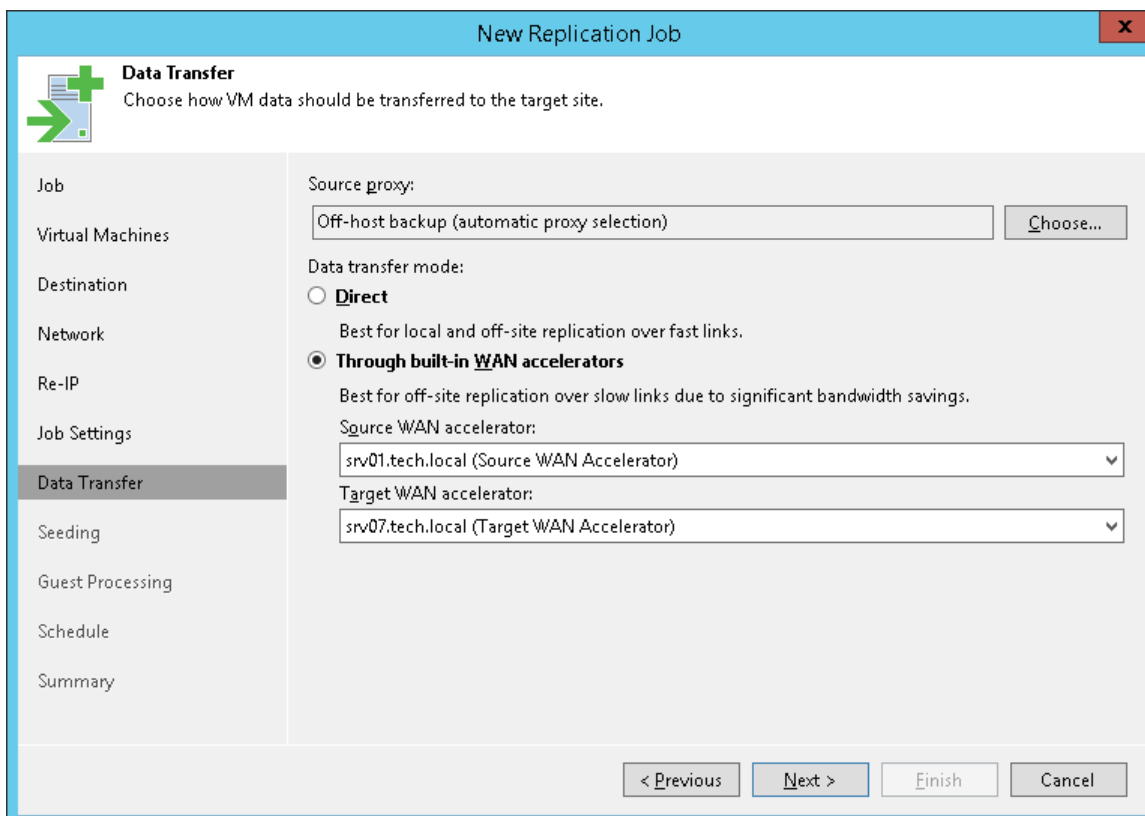 New Replication Job
x
Data Transfer
Choose how VM data should be transferred to the target site.
Job
Virtual Machines
Destination
Network
Re-IP
Job Settings
Data Transfer
Seeding
Guest Processing
Schedule
Summary
Source proxy:
Off-host backup (automatic proxy selection)
Choose...
Data transfer mode:
Direct
Best for local and off-site replication over fast links.
Through built-in WAN accelerators
Best for off-site replication over slow links due to significant bandwidth savings.
Source WAN accelerator:
srv01.tech.local (Source WAN Accelerator)
Target WAN accelerator:
srv07.tech.local (Target WAN Accelerator)
< Previous
Next >
Finish
Cancel